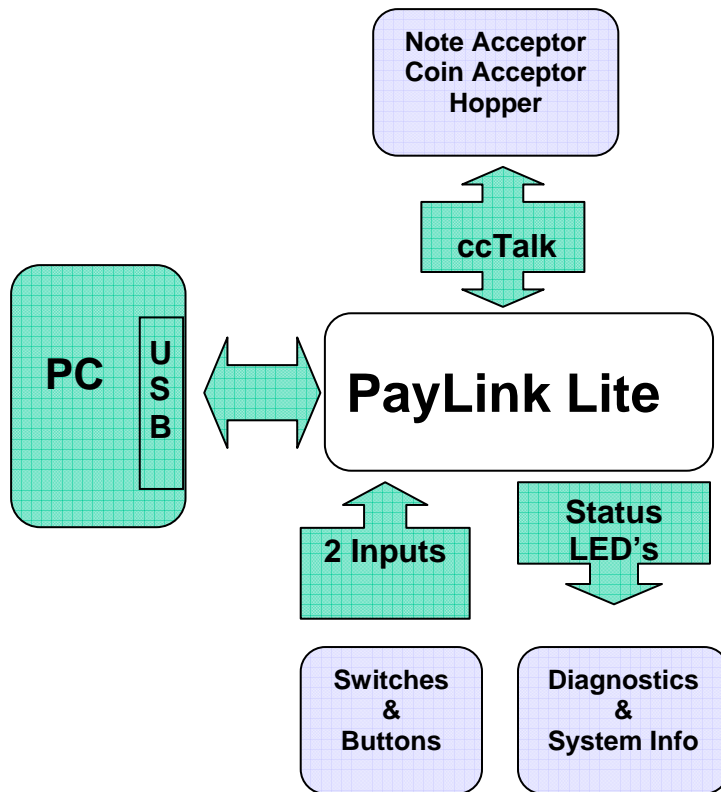 Note Acceptor
Coin Acceptor
Hopper
ccTalk
PC
U
S
B
PayLink Lite
2 Inputs
Status
LED's
Switches
&
Buttons
Diagnostics
&
System Info